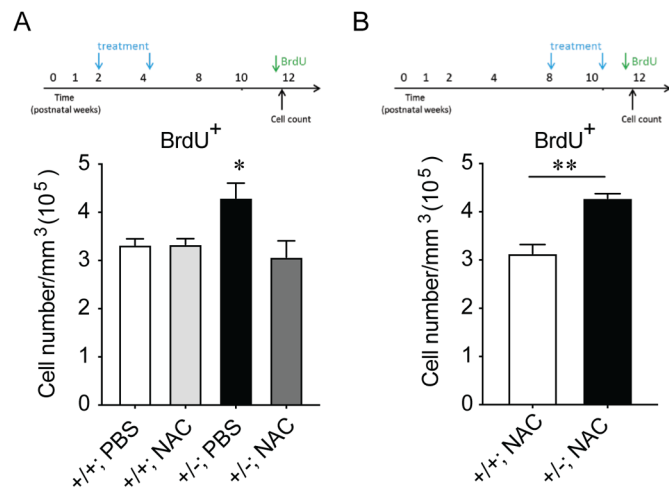 A
treatment
BrdU
0 1 2 4 8 10 12
Time
(postnatal weeks)
Cell count
BrdU+
*
Cell number/mm3(105)
5
4
3
2
1
0
+/+; PBS
+/+; NAC
+/-; PBS
+/-; NAC
B
treatment
BrdU
0 1 2 4 8 10 12
Time
(postnatal weeks)
Cell count
BrdU+
**
Cell number/mm3(105)
5
4
3
2
1
0
+/+; NAC
+/-; NAC